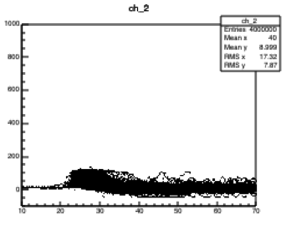 ch_2
ch_2
Entries 4000000
Mean x 40
Mean y 8.999
RMS x 17.32
RMS y 7.87
1000
800
600
400
200
0
10 20 30 40 50 60 70